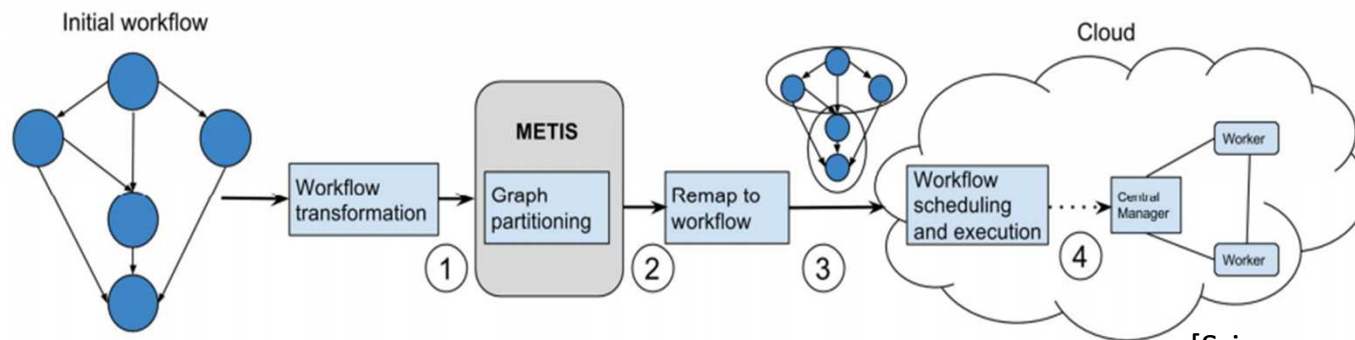 Initial workflow
Cloud
METIS
Workflow
transformation
Graph
partitioning
Remap to
workflow
Workflow
scheduling
and execution
Central
Manager
Worker
Worker
1
2
3
4